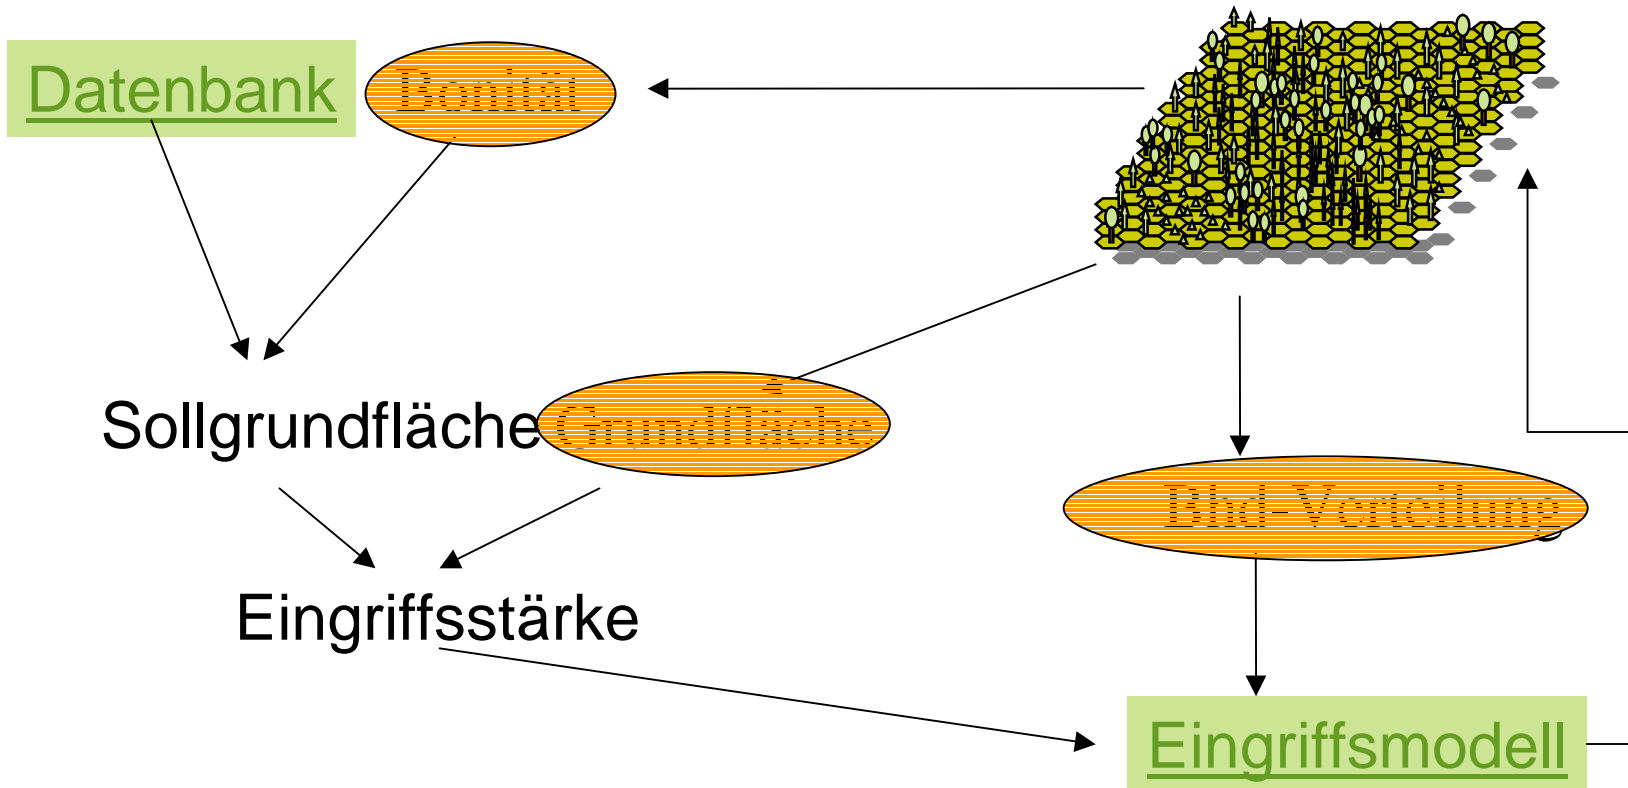 Datenbank
Bonität
Sollgrundfläche
Grundfläche
Bhd-Verteilung
Eingriffsstärke
Eingriffsmodell